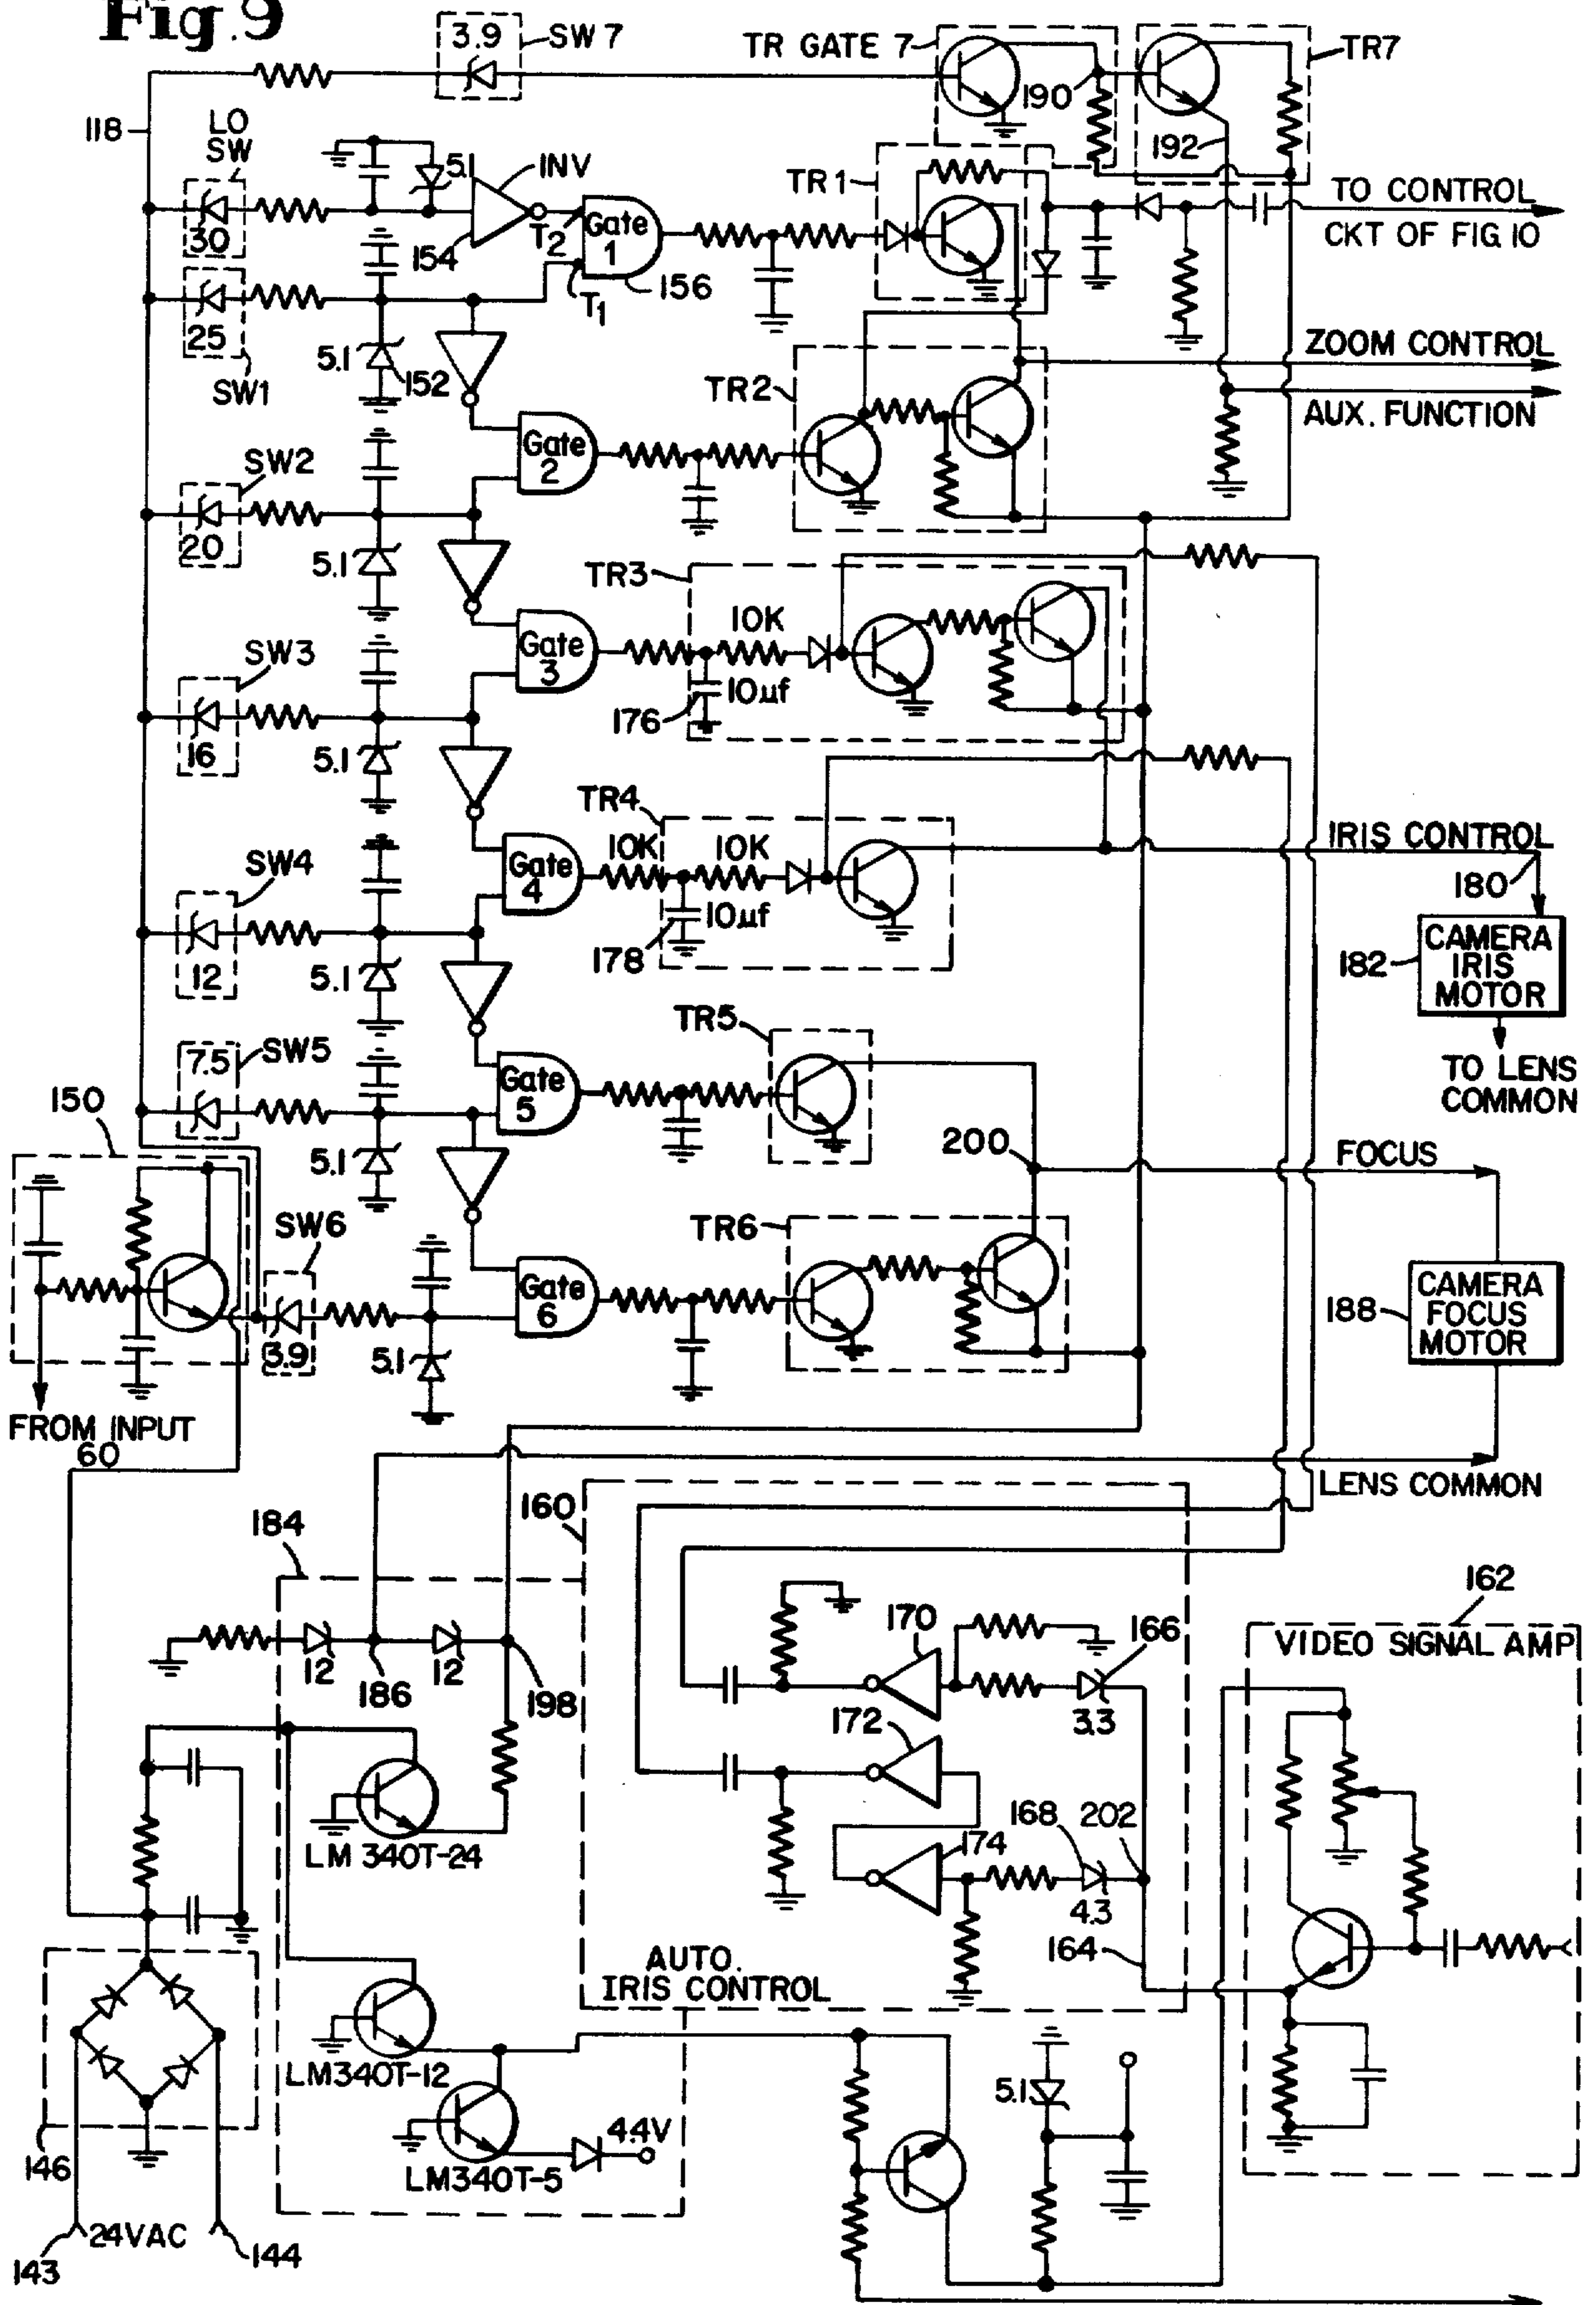 Fig. 9
3.9
SW 7
TR GATE 7
TR7
190
118
LO
SW
5.1
INV
TR 1
192
TO CONTROL
CKT OF FIG. 10
30
154
T2
Gate
1
156
T1
25
SW1
5.1
152
ZOOM CONTROL
TR2
AUX. FUNCTION
Gate
2
SW2
20
5.1
TR3
10K
Gate
3
SW3
10µf
176
16
5.1
TR4
IRIS CONTROL
10K
10K
SW4
Gate
4
180
10µf
178
CAMERA
IRIS
MOTOR
182
12
5.1
TR5
7.5
SW5
Gate
5
TO LENS
COMMON
150
200
FOCUS
5.1
SW6
TR6
Gate
6
CAMERA
FOCUS
MOTOR
188
3.9
5.1
FROM INPUT
60
LENS COMMON
160
184
162
VIDEO SIGNAL AMP
170
166
12
12
186
198
3.3
172
168
202
174
LM 340T-24
4.3
164
AUTO.
IRIS CONTROL
LM340T-12
5.1
4.4V
LM340T-5
146
24VAC
143
144